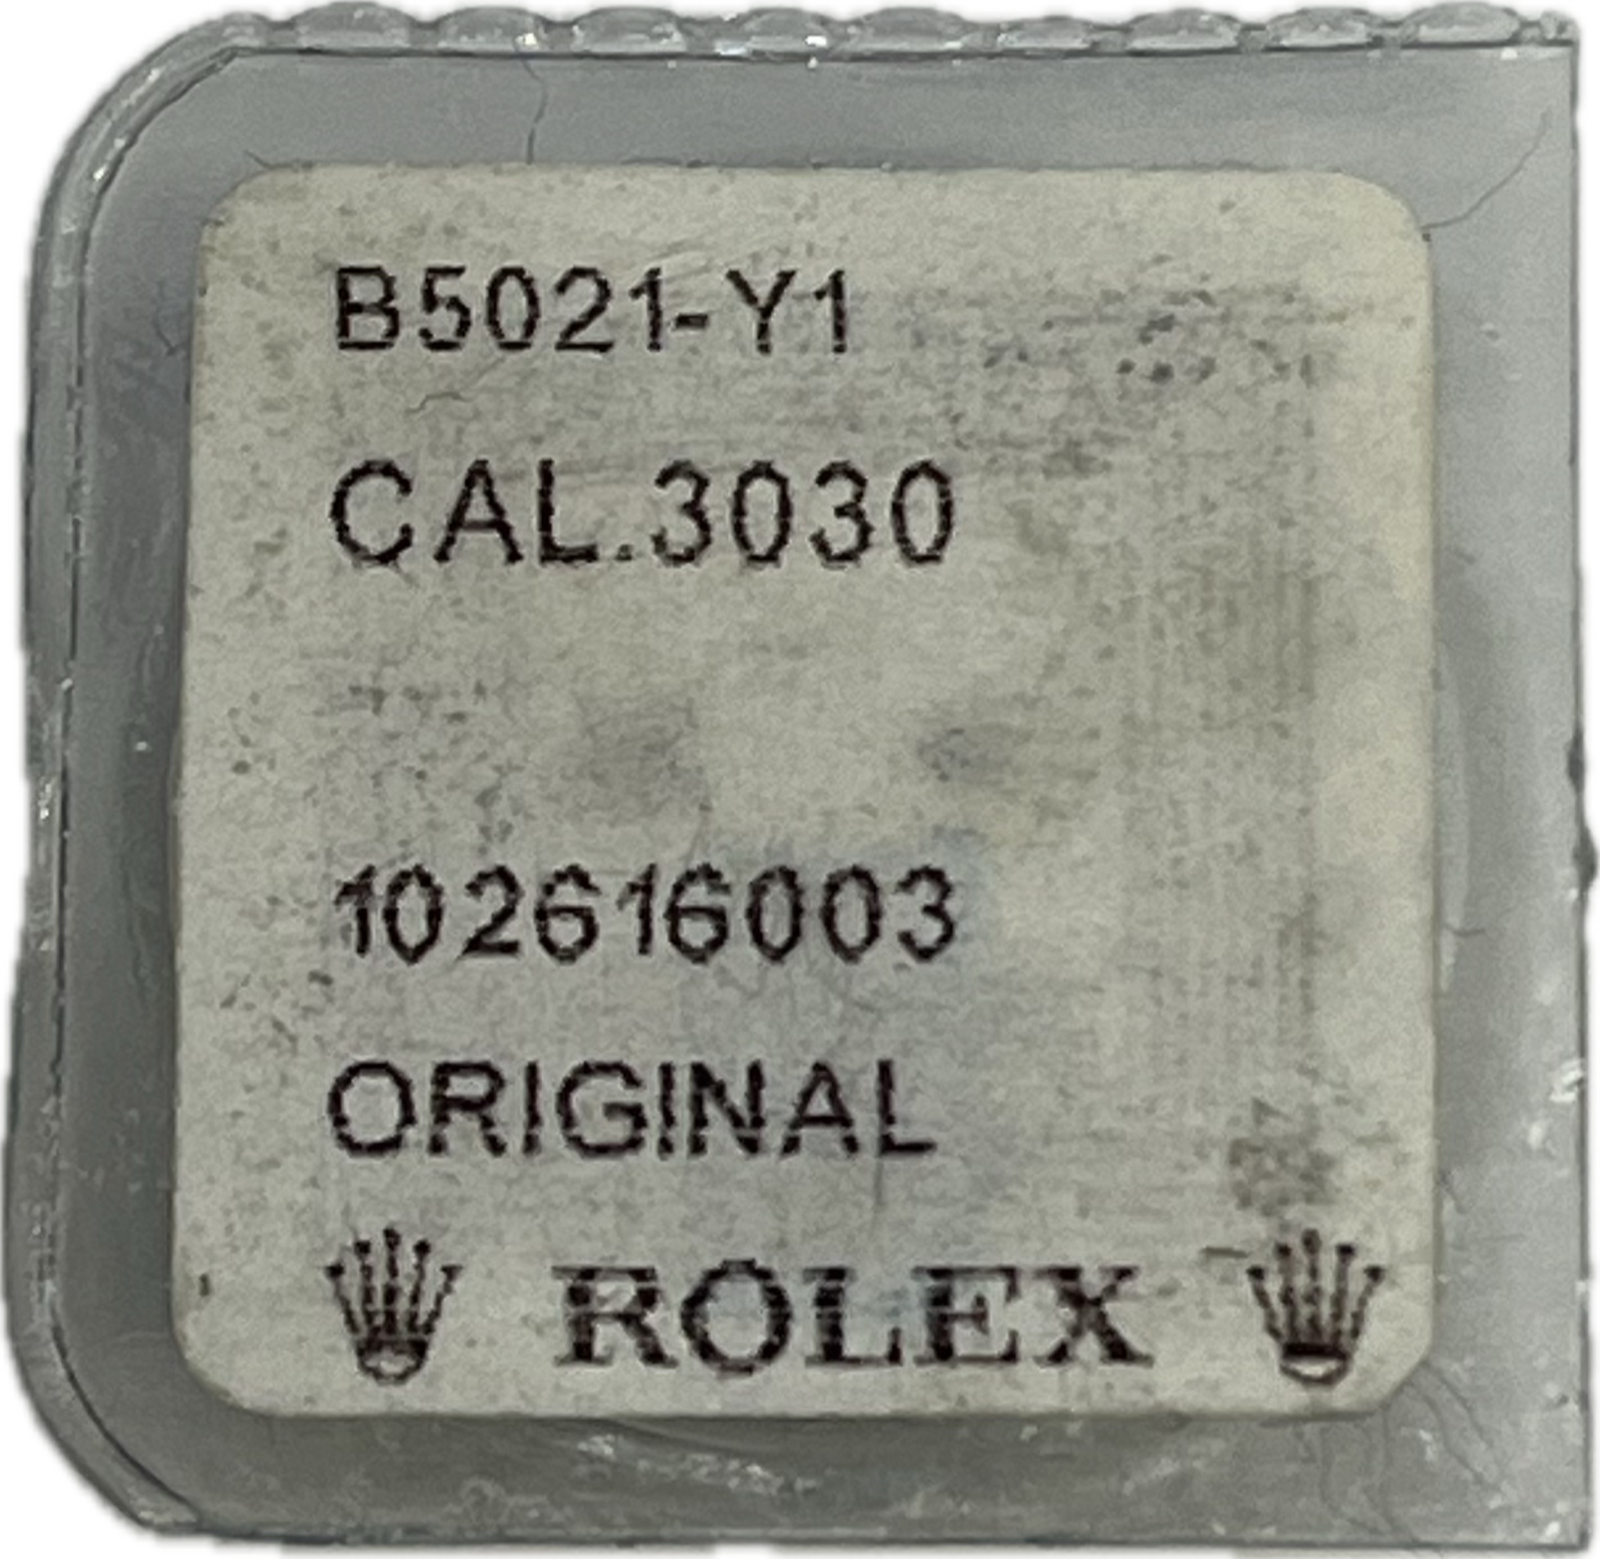 B5021-Y1
CAL.3030
102616003
ORIGINAL
ROLEX